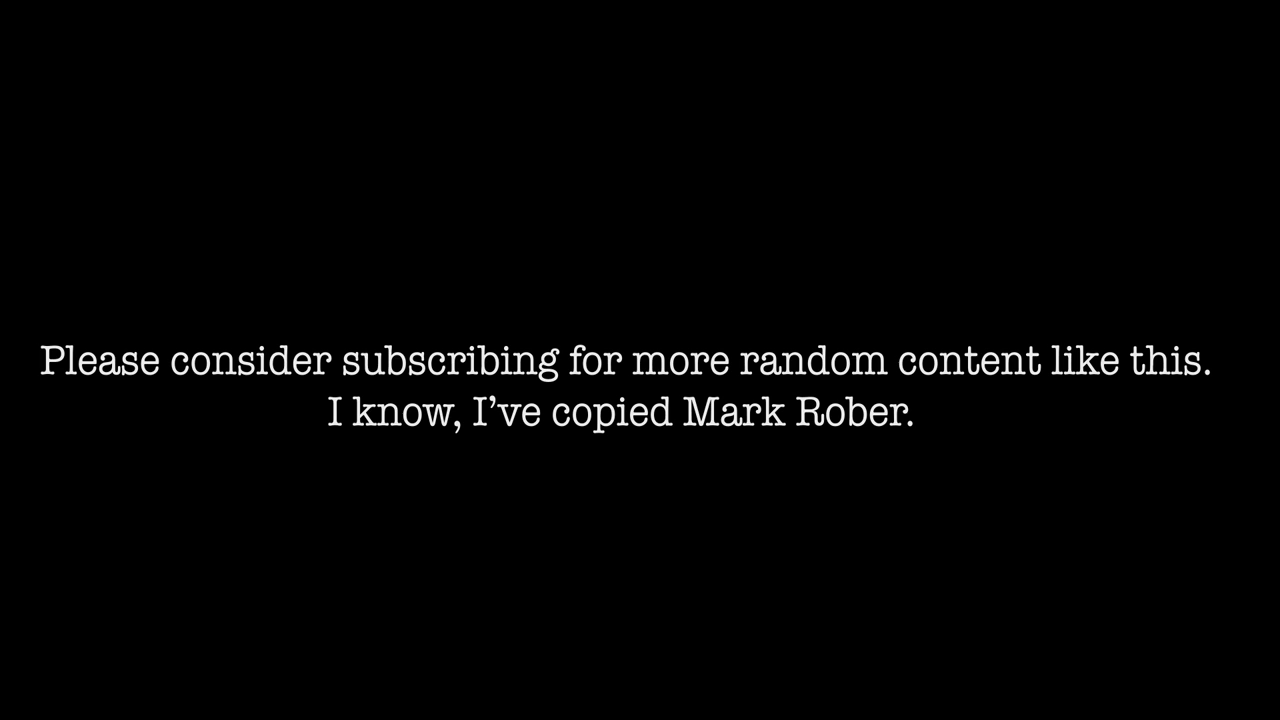 Please consider subscribing for more random content like this.
I know, I’ve copied Mark Rober.